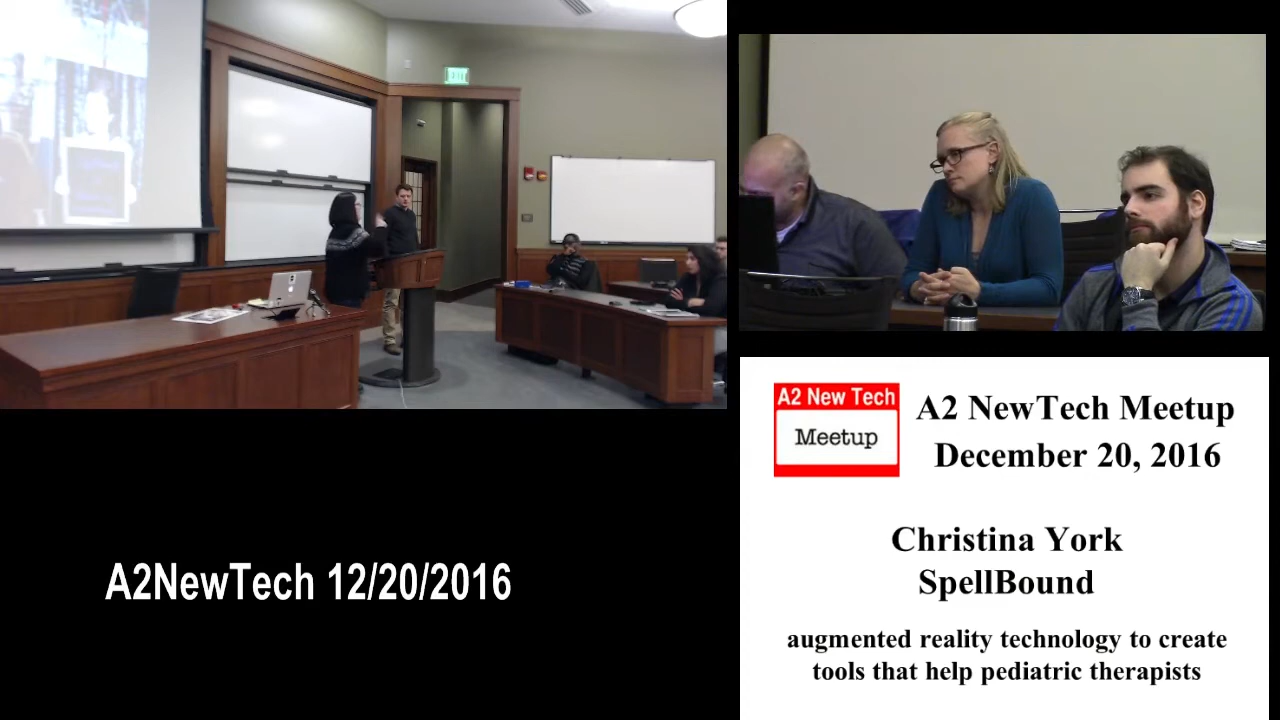 A2 New Tech
Meetup
A2 NewTech Meetup
December 20, 2016
Christina York
SpellBound
augmented reality technology to create
tools that help pediatric therapists
A2NewTech 12/20/2016